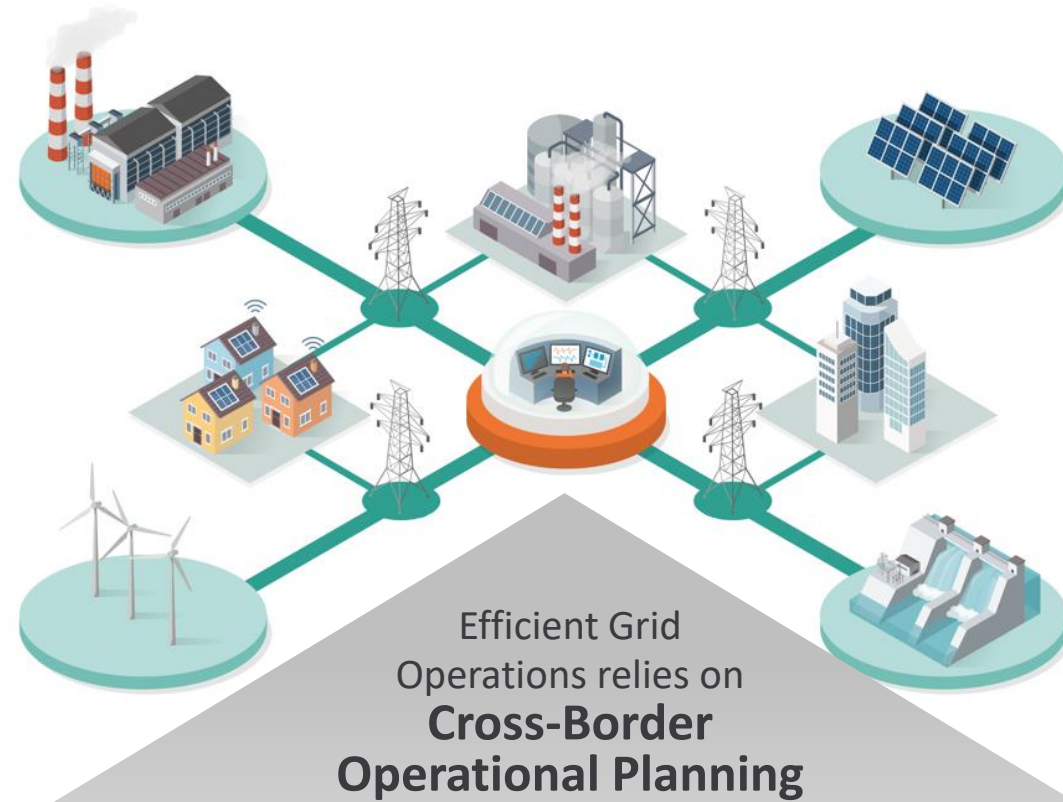 Efficient Grid
Operations relies on
Cross-Border
Operational Planning